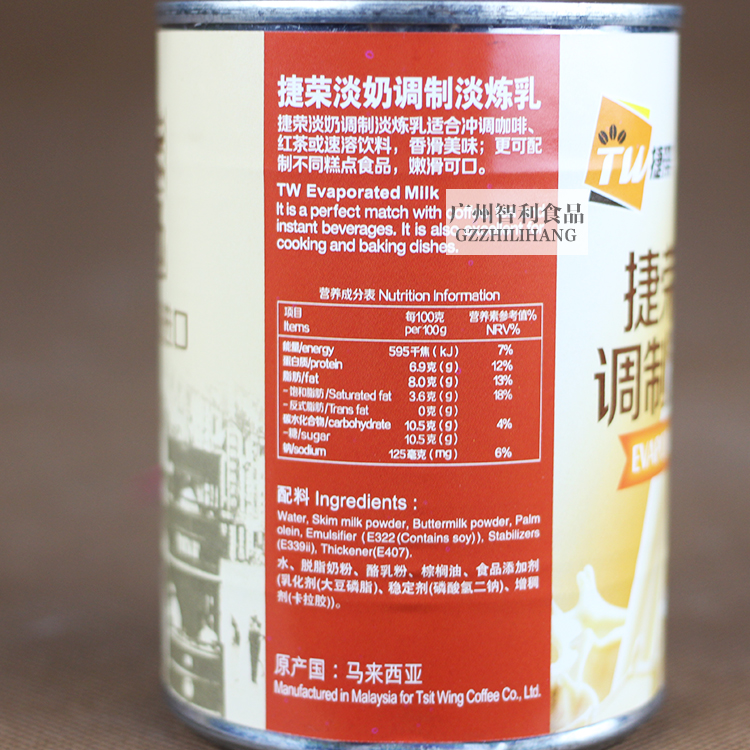 捷荣淡奶调制淡炼乳
捷荣淡奶调制淡炼乳适合冲调咖啡、
红茶或速溶饮料，香滑美味；更可配
制不同糕点食品，嫩滑可口。
TW Evaporated Milk
It is a perfect match with
instant beverages. It is
cooking and baking dishes.
广州智利食品
GZZHILIHANG
营养成分表 Nutrition Information
项目 每100克 营养素参考值%
Items per 100g NRV%
能量/energy 595千焦(kJ) 7%
蛋白质/protein 6.9克(g) 12%
脂肪/fat 8.0克(g) 13%
-饱和脂肪/Saturated fat 3.6克(g) 18%
-反式脂肪/Trans fat 0克(g)
碳水化合物/carbohydrate 10.5克(g) 4%
-糖/sugar 10.5克(g)
钠/sodium 125毫克(mg) 6%
配料 Ingredients :
Water, Skim milk powder, Buttermilk powder, Palm
olein, Emulsifier (E322(Contains soy)), Stabilizers
(E339ii), Thickener(E407).
水、脱脂奶粉、酪乳粉、棕榈油、食品添加剂
(乳化剂(大豆磷脂)、稳定剂(磷酸氢二钠)、增稠
剂(卡拉胶))。
原产国：马来西亚
Manufactured in Malaysia for Tsit Wing Coffee Co., Ltd.
TW 捷荣
捷荣
调制
口